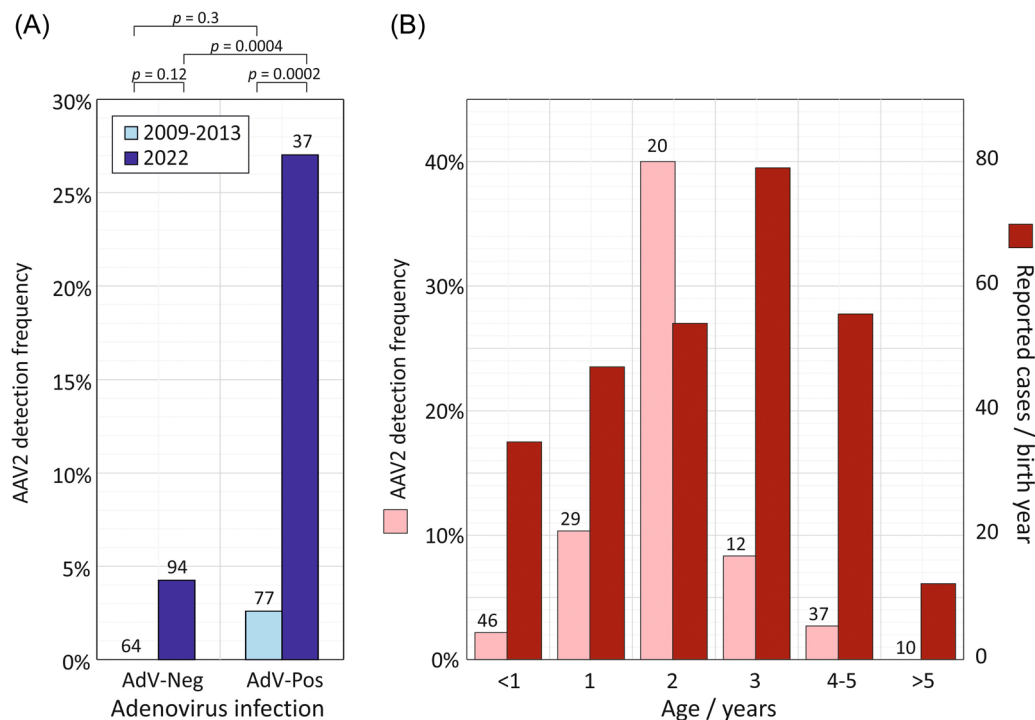 (A)
p = 0.3
p = 0.0004
p = 0.12
p = 0.0002
30%
25%
20%
15%
10%
5%
0%
AAV2 detection frequency
2009-2013
2022
64
94
77
37
AdV-Neg
AdV-Pos
Adenovirus infection
(B)
40%
30%
20%
10%
0%
AAV2 detection frequency
46
29
20
12
37
10
<1
1
2
3
4-5
>5
Age / years
80
60
40
20
0
Reported cases / birth year